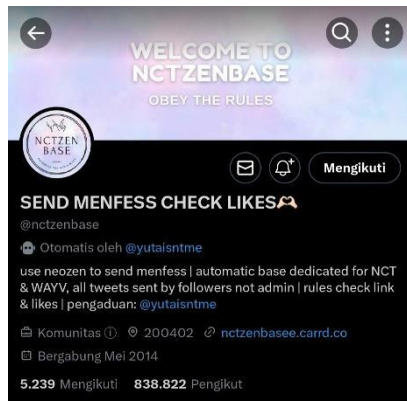 WELCOME TO
NCTZENBASE
OBEY THE RULES
NCTZEN
BASE
Mengikuti
SEND MENFESS CHECK LIKES🫶🏻
@nctzenbase
Otomatis oleh @yutaisntme
use neozen to send menfess | automatic base dedicated for NCT
& WAYV, all tweets sent by followers not admin | rules check link
& likes | pengaduan: @yutaisntme
Komunitas 200402 nctzenbasee.carrd.co
Bergabung Mei 2014
5.239 Mengikuti 838.822 Pengikut